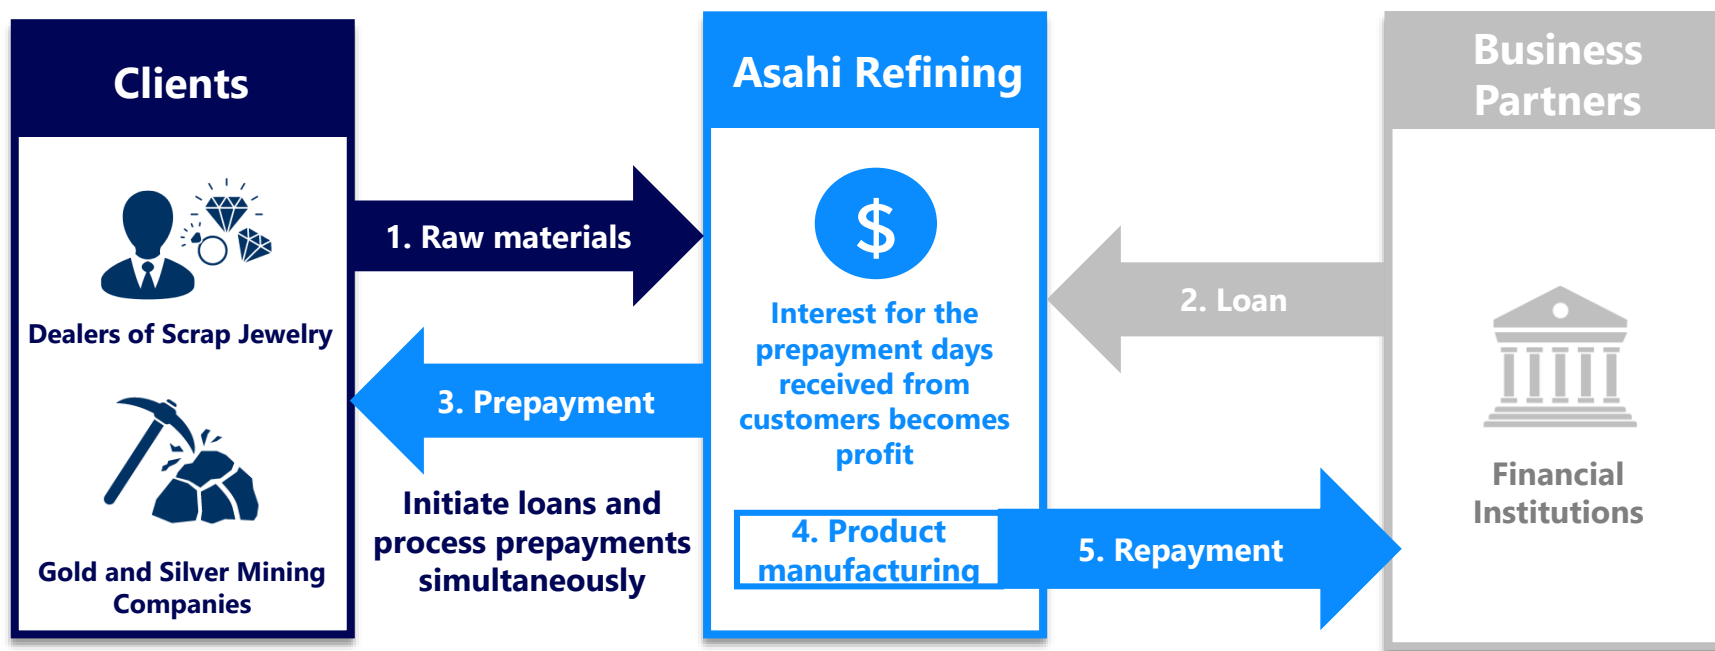 Clients
Dealers of Scrap Jewelry
Gold and Silver Mining
Companies
1. Raw materials
3. Prepayment
Initiate loans and
process prepayments
simultaneously
Asahi Refining
$
Interest for the
prepayment days
received from
customers becomes
profit
4. Product
manufacturing
2. Loan
5. Repayment
Business
Partners
Financial
Institutions